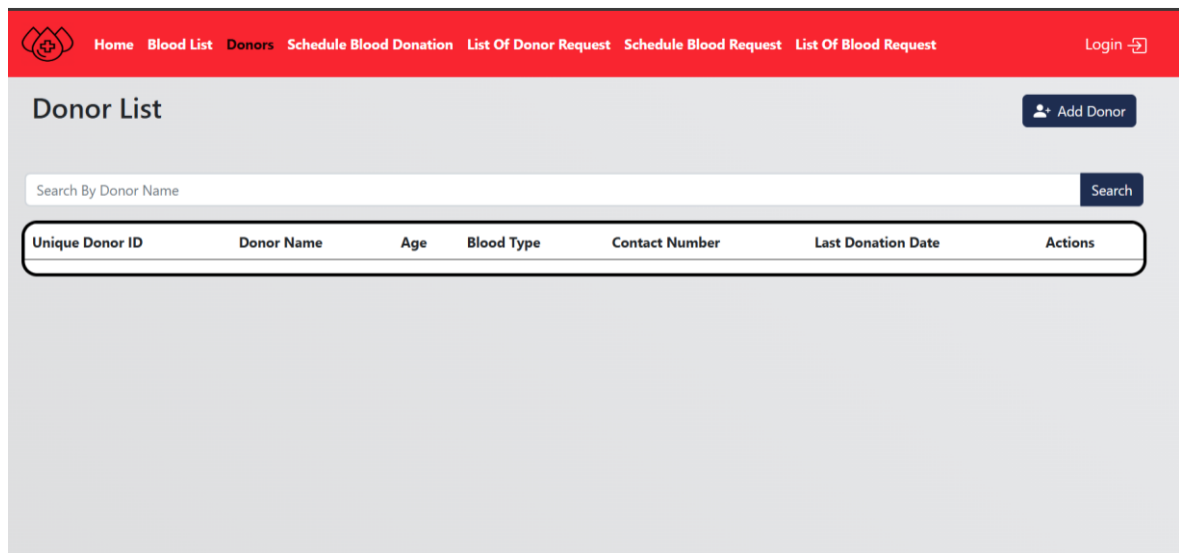 Home Blood List Donors Schedule Blood Donation List Of Donor Request Schedule Blood Request List Of Blood Request Login
Donor List
Add Donor
Search By Donor Name Search
Unique Donor ID Donor Name Age Blood Type Contact Number Last Donation Date Actions